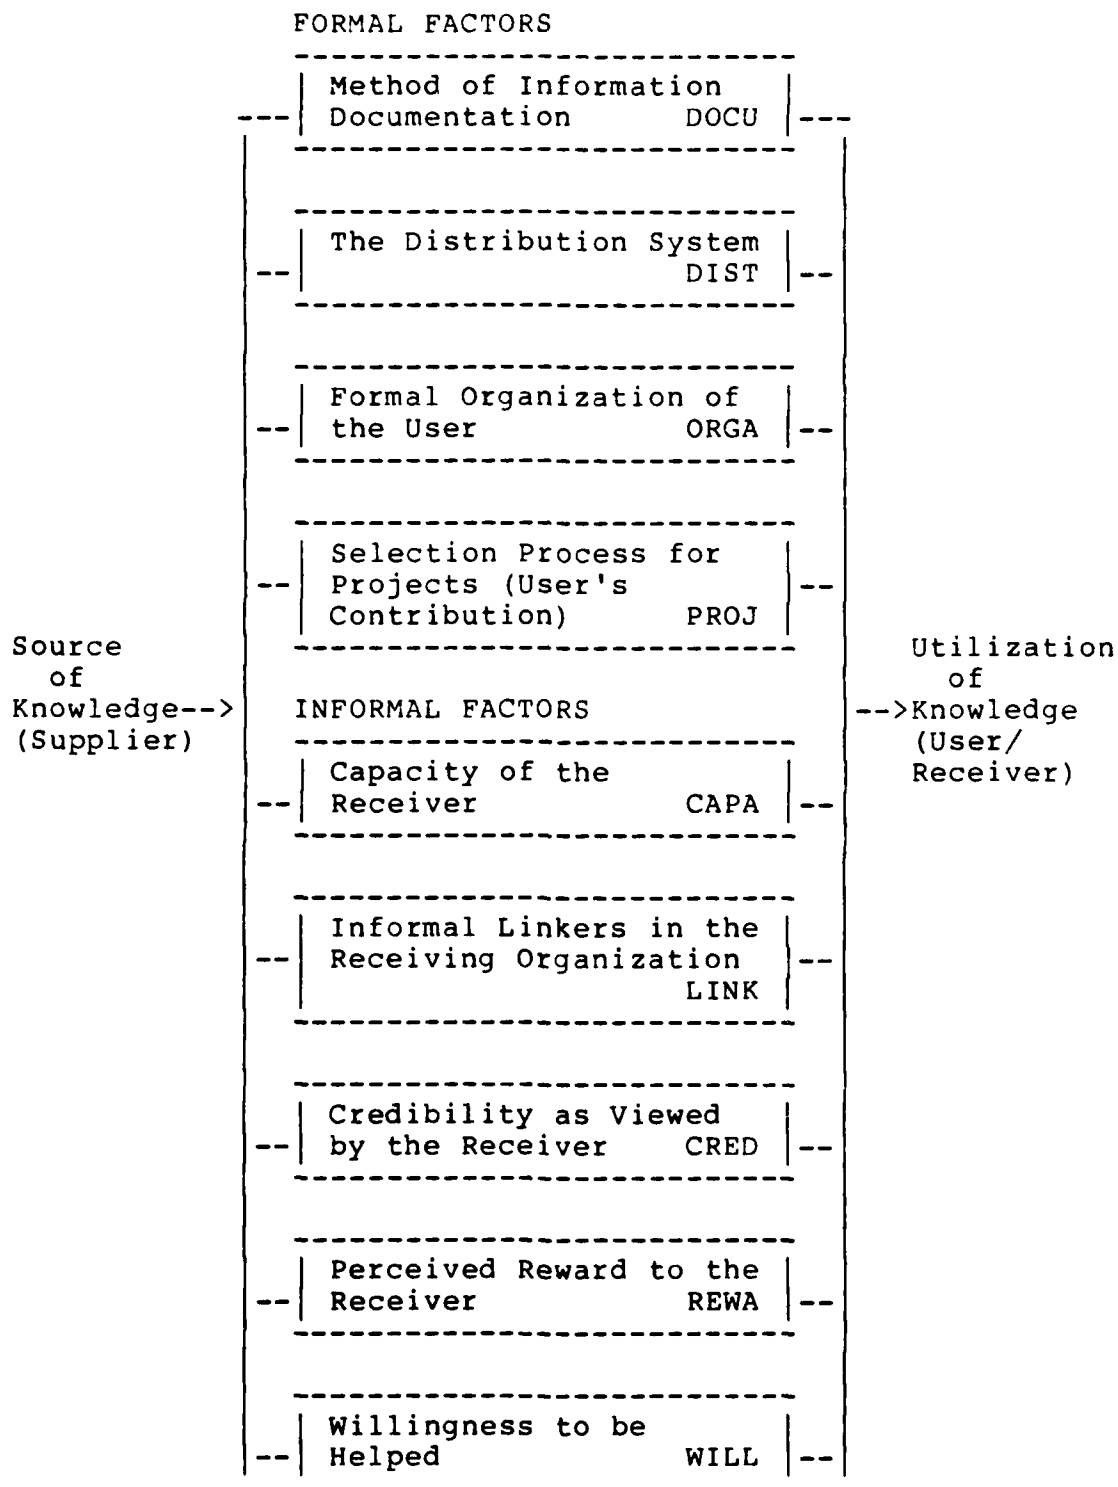 FORMAL FACTORS
Method of Information
Documentation DOCU
The Distribution System
DIST
Formal Organization of
the User ORGA
Selection Process for
Projects (User's
Contribution) PROJ
Source
of
Knowledge-->
(Supplier)
INFORMAL FACTORS
Capacity of the
Receiver CAPA
Informal Linkers in the
Receiving Organization
LINK
Credibility as Viewed
by the Receiver CRED
Perceived Reward to the
Receiver REWA
Willingness to be
Helped WILL
Utilization
of
-->Knowledge
(User/
Receiver)